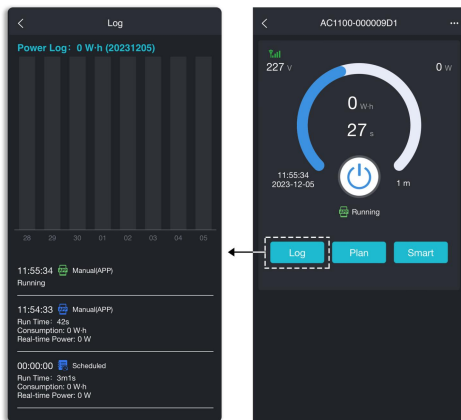 Log
Power Log: 0 W·h (20231205)
28 29 30 01 02 03 04 05
11:55:34 Manual(APP)
Running
11:54:33 Manual(APP)
Run Time: 42s
Consumption: 0 W·h
Real-time Power: 0 W
00:00:00 Scheduled
Run Time: 3m1s
Consumption: 0 W·h
Real-time Power: 0 W
AC1100-000009D1
227 V
0 W
0 W·h
27 s
11:55:34
2023-12-05
1 m
Running
Log Plan Smart